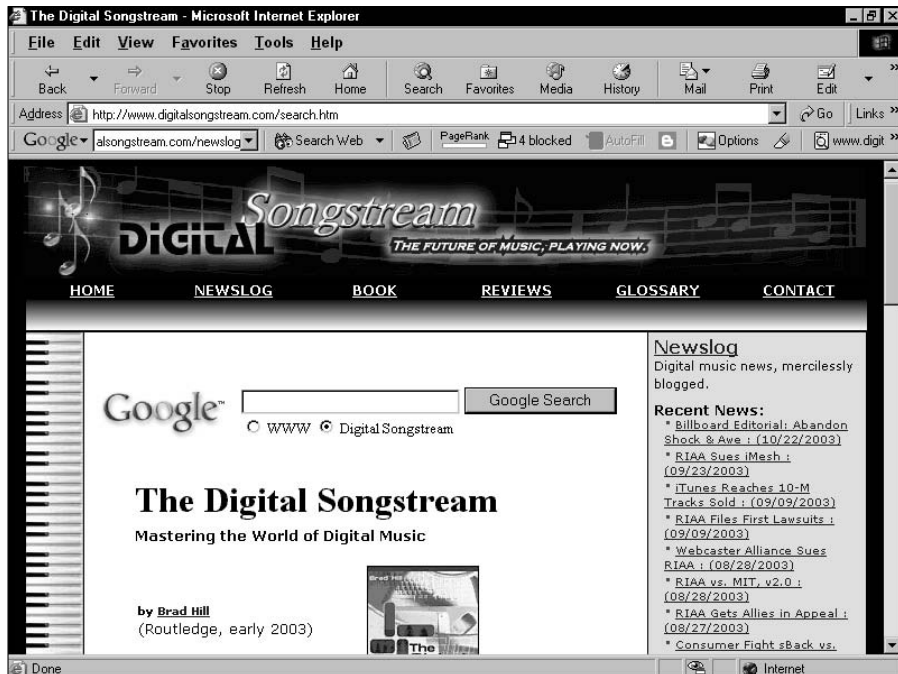 The Digital Songstream - Microsoft Internet Explorer
File Edit View Favorites Tools Help
Back Forward Stop Refresh Home Search Favorites Media History Mail Print Edit
Address http://www.digitalsongstream.com/search.htm Go Links »
Google alsongstream.com/newslog Search Web PageRank 4 blocked AutoFill Options www.digit »
DiGiTAL Songstream
THE FUTURE OF MUSIC, PLAYING NOW.
HOME NEWSLOG BOOK REVIEWS GLOSSARY CONTACT
Google™ Google Search
WWW Digital Songstream
The Digital Songstream
Mastering the World of Digital Music
by Brad Hill
(Routledge, early 2003)
Brad Hill
The
Newslog
Digital music news, mercilessly
blogged.
Recent News:
* Billboard Editorial: Abandon
Shock & Awe : (10/22/2003)
* RIAA Sues iMesh :
(09/23/2003)
* iTunes Reaches 10-M
Tracks Sold : (09/09/2003)
* RIAA Files First Lawsuits :
(09/09/2003)
* Webcaster Alliance Sues
RIAA : (08/28/2003)
* RIAA vs. MIT, v2.0 :
(08/28/2003)
* RIAA Gets Allies in Appeal :
(08/27/2003)
* Consumer Fight sBack vs.
Done Internet